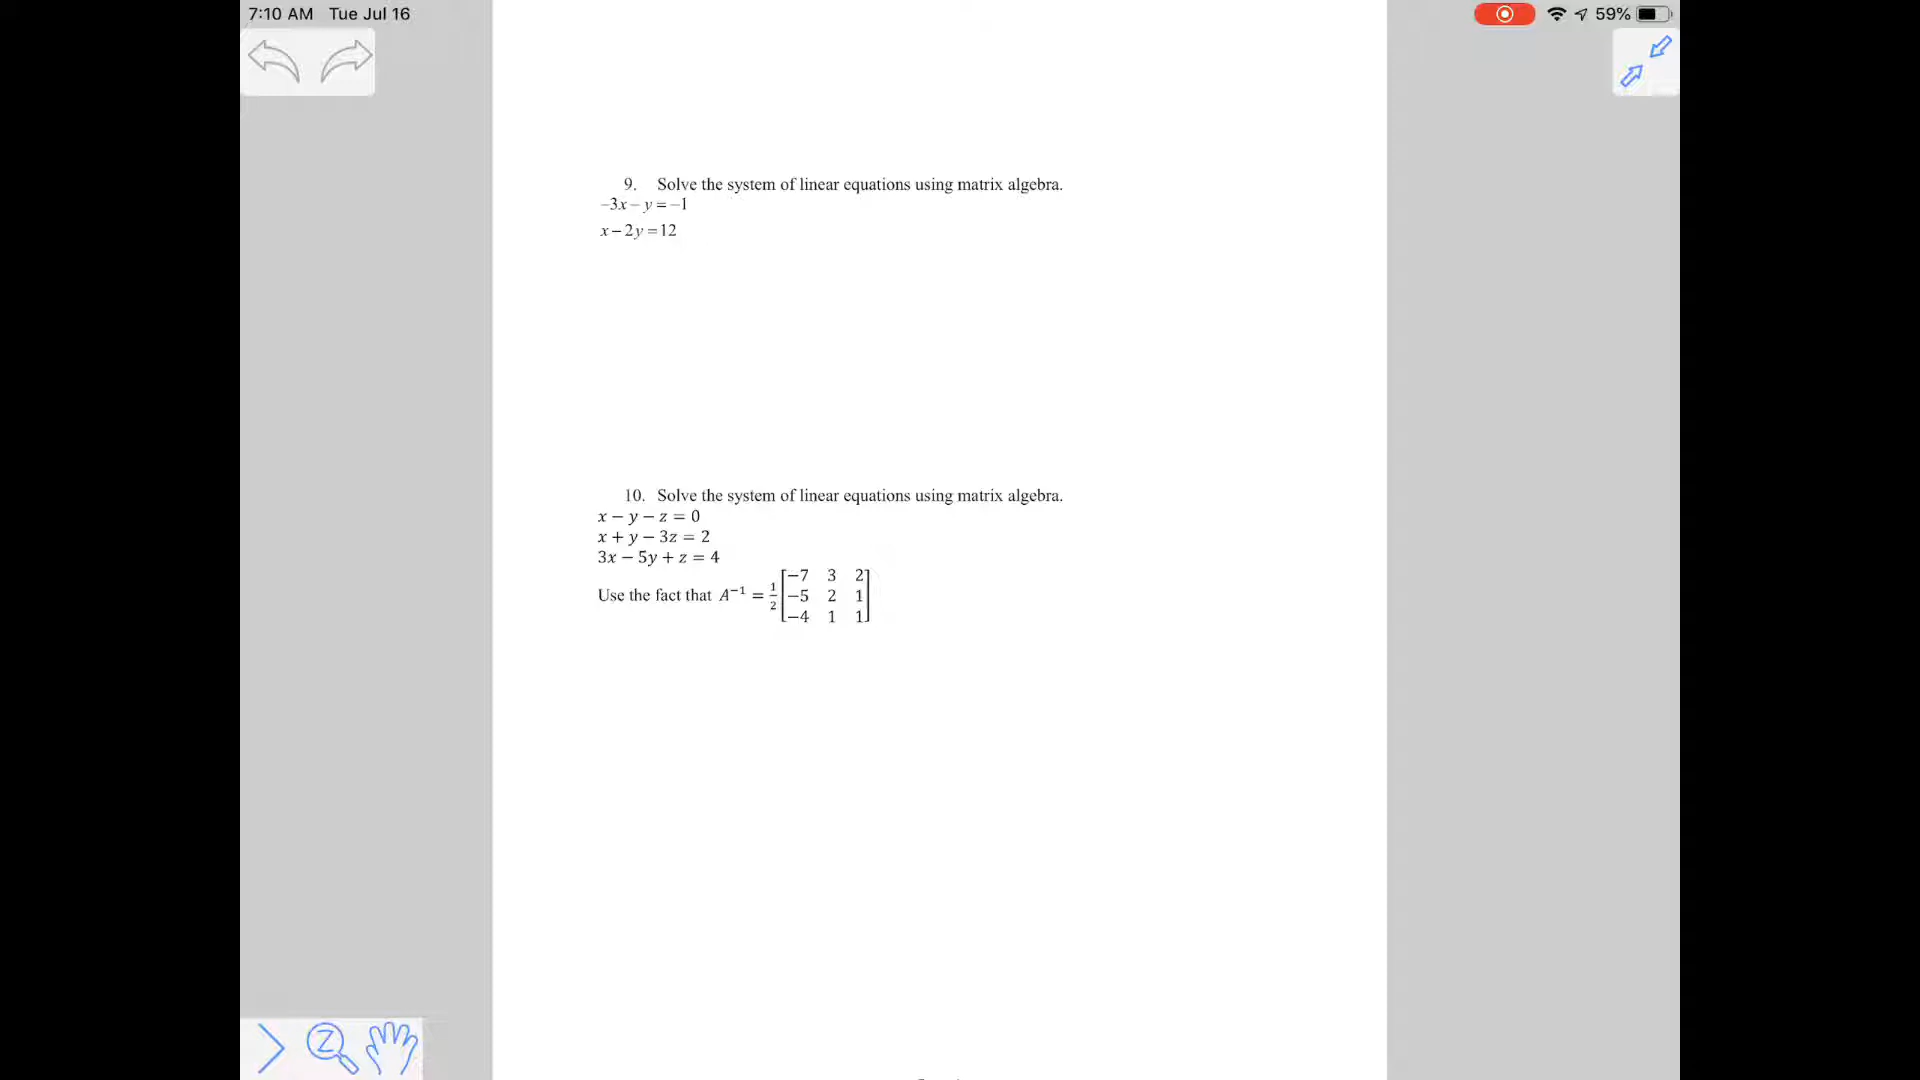 7:10 AM Tue Jul 16
59%
9. Solve the system of linear equations using matrix algebra.
–3x – y = –1
x – 2y = 12
10. Solve the system of linear equations using matrix algebra.
x − y − z = 0
x + y − 3z = 2
3x − 5y + z = 4
Use the fact that A⁻¹ = 1/2 [−7 3 2
−5 2 1
−4 1 1]
Z